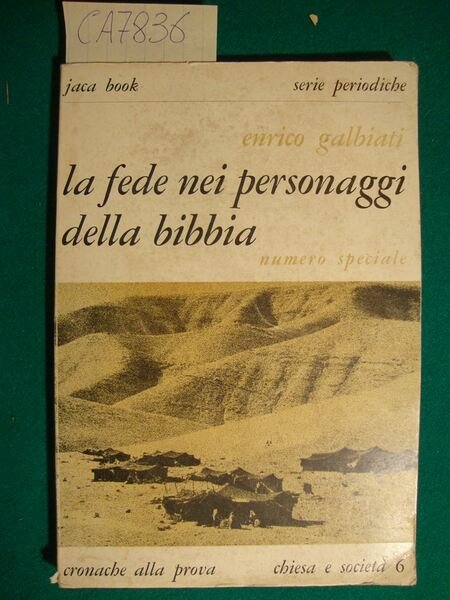 CA7836
jaca book serie periodiche
enrico galbiati
la fede nei personaggi
della bibbia
numero speciale
cronache alla prova chiesa e società 6